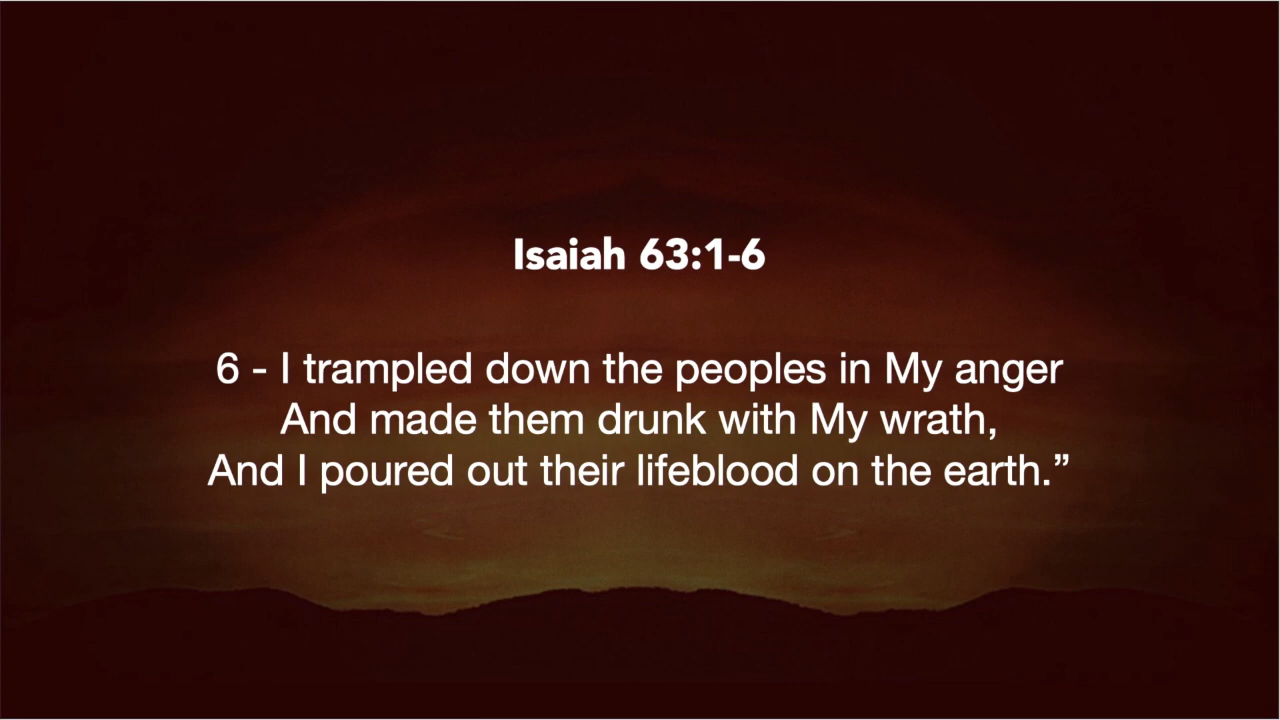 Isaiah 63:1-6
6 - I trampled down the peoples in My anger
And made them drunk with My wrath,
And I poured out their lifeblood on the earth.”